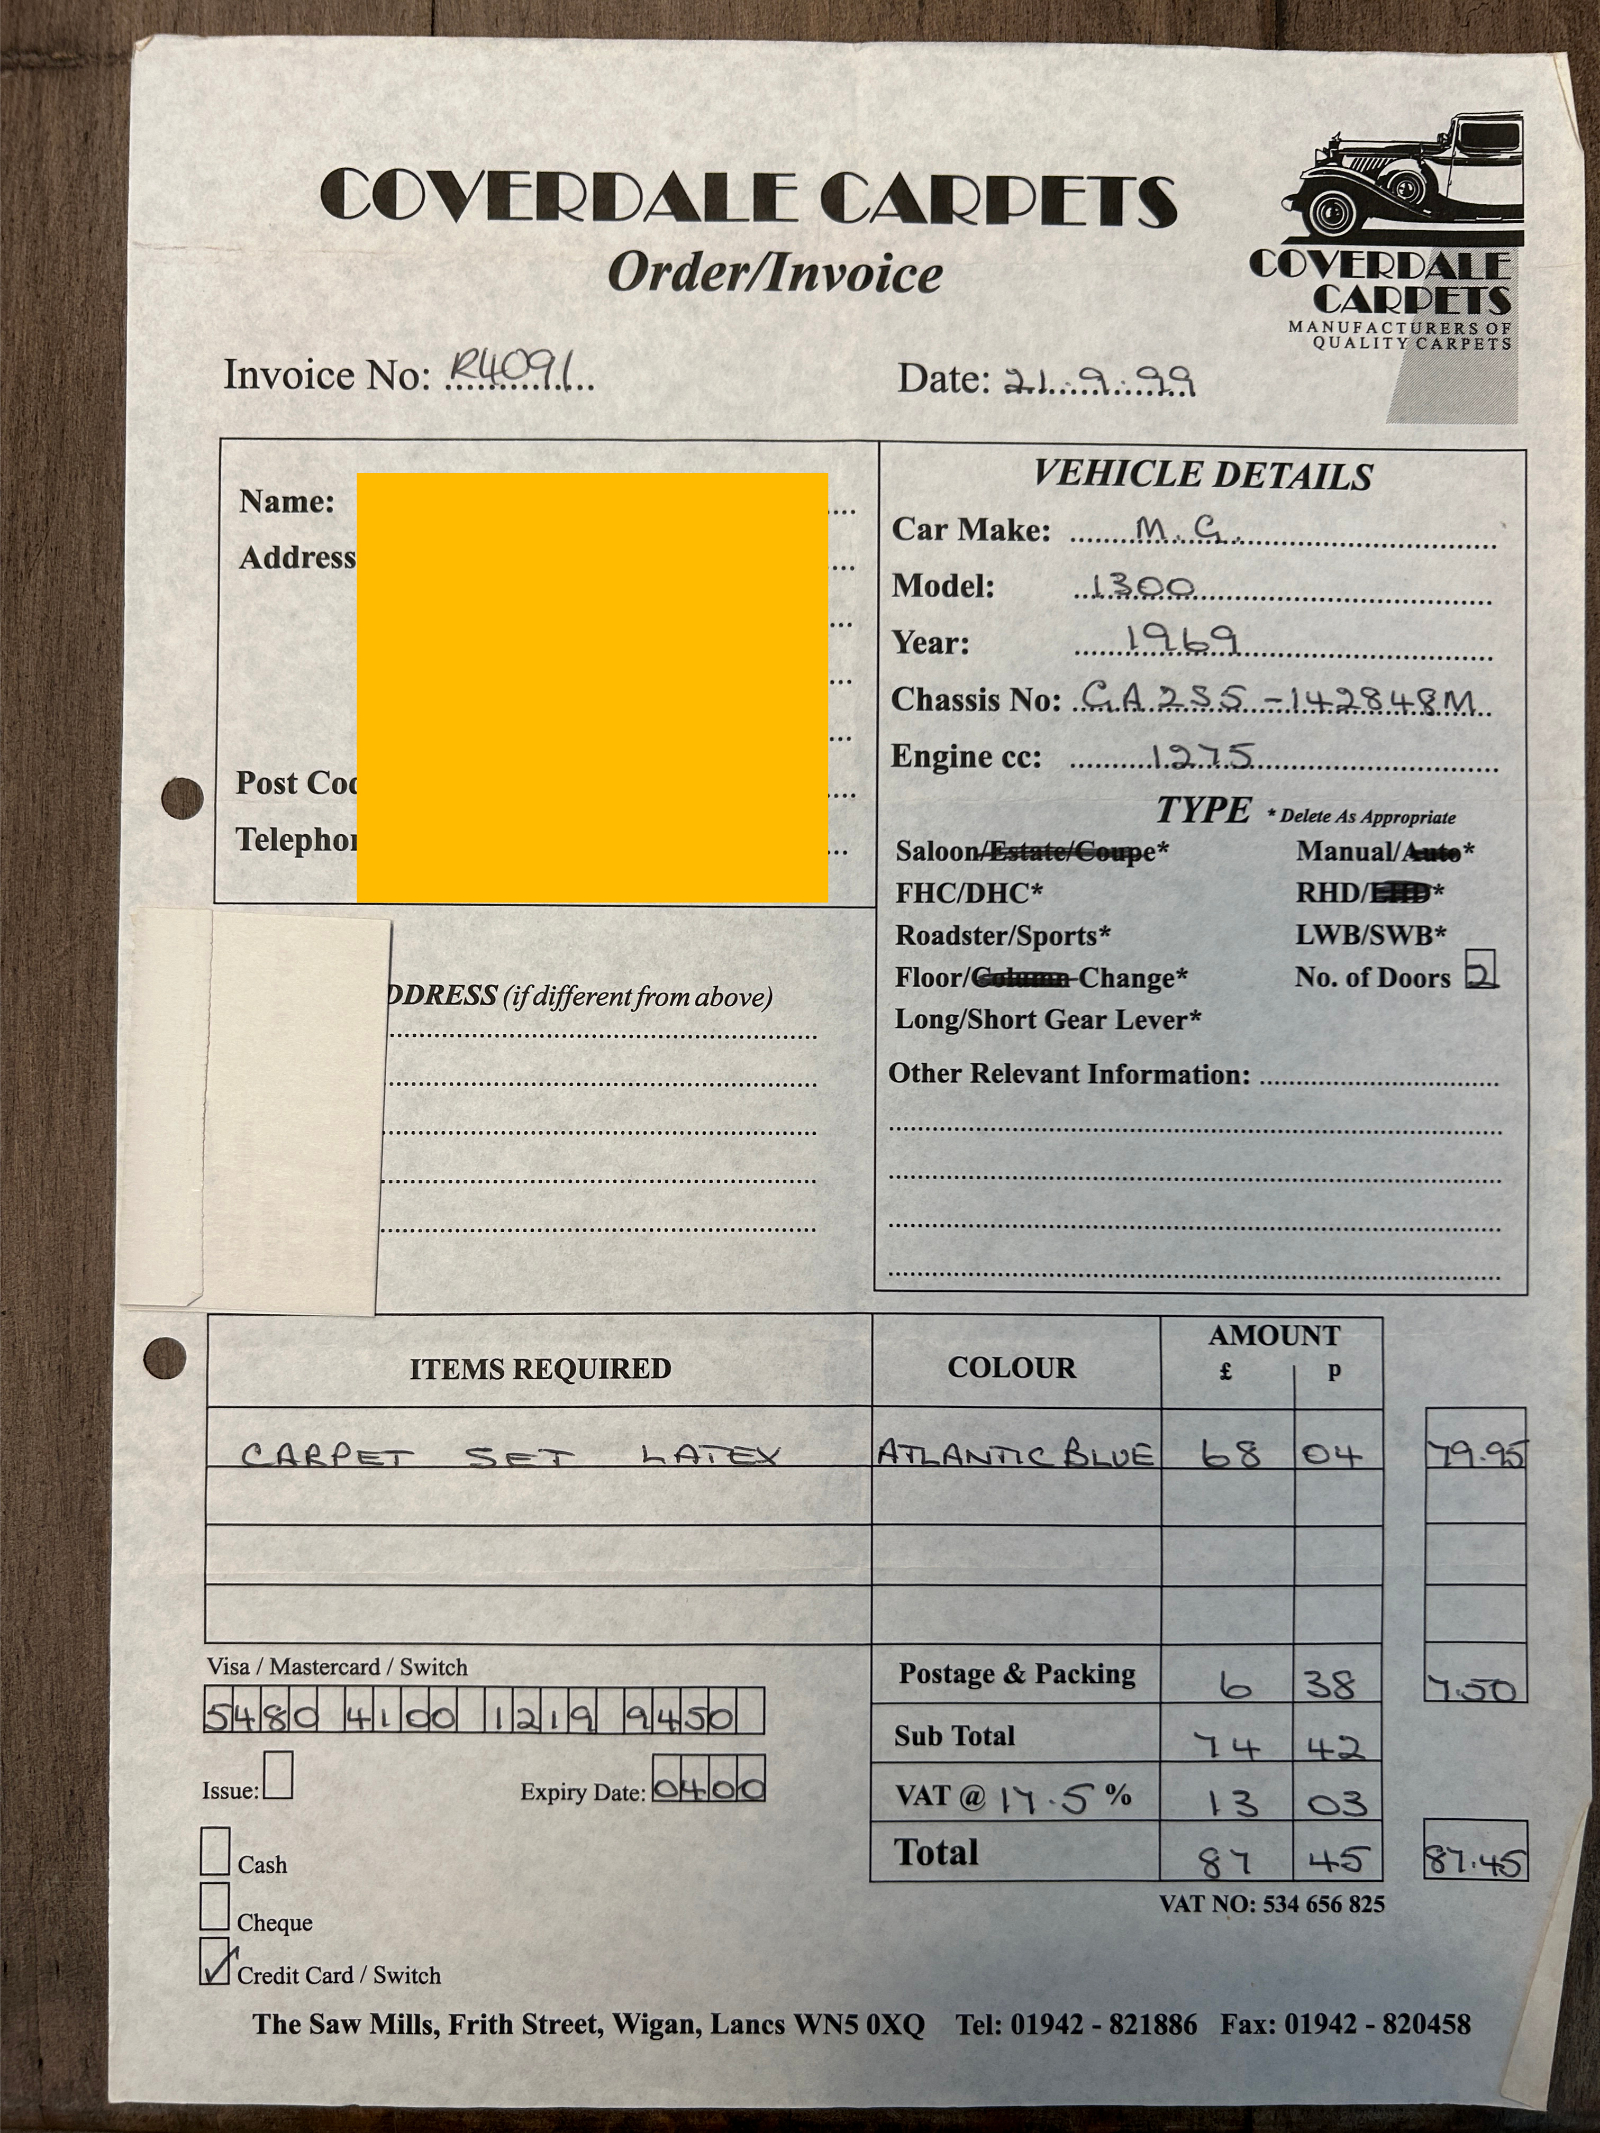 COVERDALE CARPETS
Order/Invoice
COVERDALE
CARPETS
MANUFACTURERS OF
QUALITY CARPETS
Invoice No: R4091
Date: 21.9.99
Name:
Address
Post Cod
Telephon
VEHICLE DETAILS
Car Make: M.G.
Model: 1300
Year: 1969
Chassis No: GA2S5-142848M
Engine cc: 1275
TYPE * Delete As Appropriate
Saloon/Estate/Coupe* Manual/Auto*
FHC/DHC* RHD/LHD*
Roadster/Sports* LWB/SWB*
Floor/Column Change* No. of Doors 2
Long/Short Gear Lever*
Other Relevant Information:
DDRESS (if different from above)
ITEMS REQUIRED COLOUR AMOUNT
£ p
CARPET SET LATEX ATLANTIC BLUE 68 04 79.95
Visa / Mastercard / Switch
5480 4100 1219 9450
Issue:
Expiry Date: 0400
Cash
Cheque
Credit Card / Switch
Postage & Packing 6 38 7.50
Sub Total 74 42
VAT @ 17.5 % 13 03
Total 87 45 87.45
VAT NO: 534 656 825
The Saw Mills, Frith Street, Wigan, Lancs WN5 0XQ Tel: 01942 - 821886 Fax: 01942 - 820458